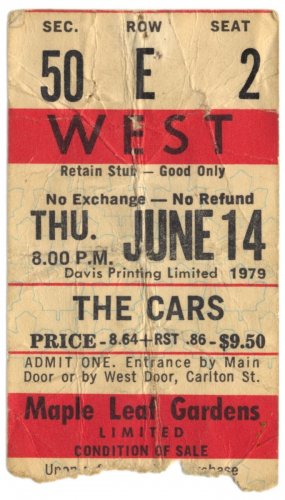 SEC. ROW SEAT
50 E 2
WEST
Retain Stub — Good Only
No Exchange — No Refund
THU. JUNE 14
8.00 P.M.
Davis Printing Limited 1979
THE CARS
PRICE - 8.64 + RST .86 - $9.50
ADMIT ONE. Entrance by Main
Door or by West Door, Carlton St.
Maple Leaf Gardens
LIMITED
CONDITION OF SALE
Upon